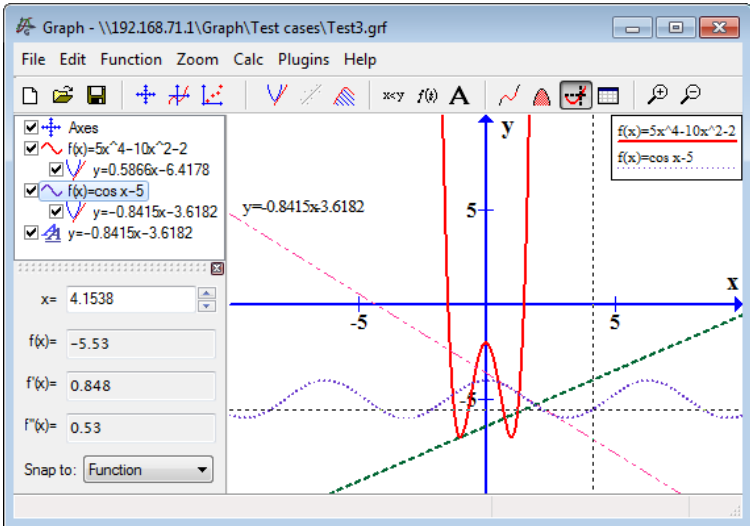 Graph - \\192.168.71.1\Graph\Test cases\Test3.grf
File Edit Function Zoom Calc Plugins Help
x<y f(x) A
Axes
f(x)=5x^4-10x^2-2
y=0.5866x-6.4178
f(x)=cos x-5
y=-0.8415x-3.6182
y=-0.8415x-3.6182
x= 4.1538
f(x)= -5.53
f'(x)= 0.848
f''(x)= 0.53
Snap to: Function
y
f(x)=5x^4-10x^2-2
f(x)=cos x-5
y=-0.8415x-3.6182
5
x
-5
5
-5